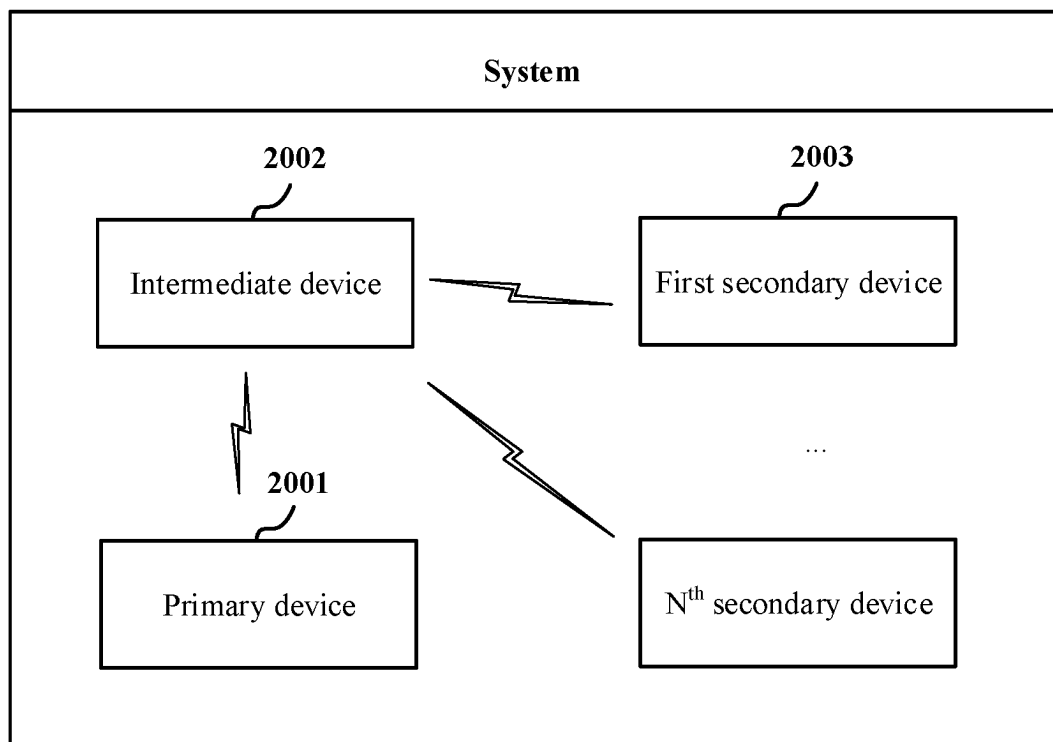 System
2002
2003
Intermediate device
First secondary device
...
2001
Primary device
Nth secondary device